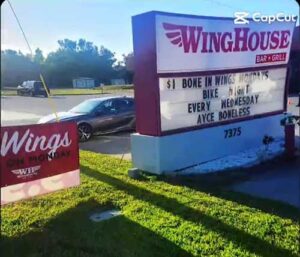 CapCut
WINGHOUSE
BAR • GRILL
$1 BONE IN WINGS MONDAYS
BIKE NIGHT
EVERY WEDNESDAY
AYCE BONELESS
7375
Wings
ON MONDAY